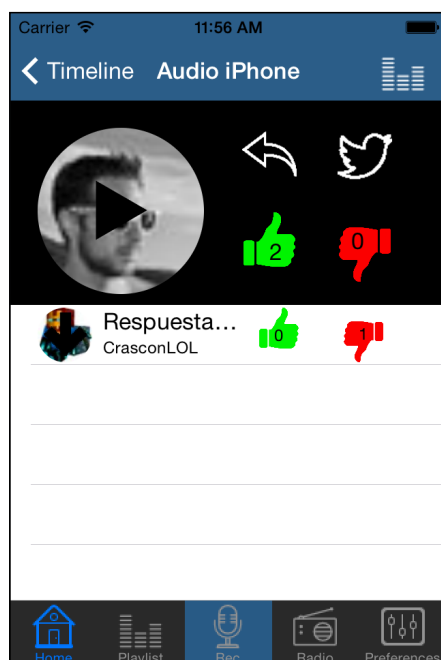 Carrier 11:56 AM
Timeline Audio iPhone
2 0
Respuesta... 0 1
CrasconLOL
Home Playlist Rec Radio Preferences